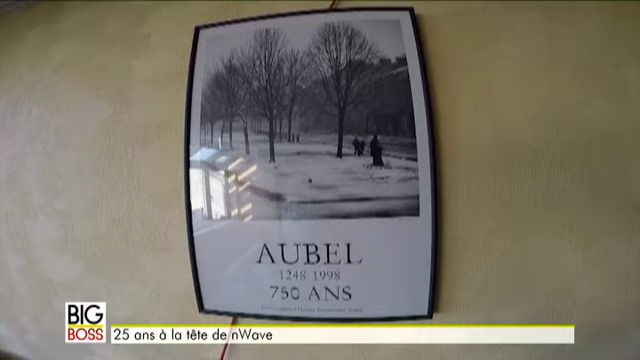 AUBEL
1248 1998
750 ANS
BIG
BOSS
25 ans à la tête de nWave